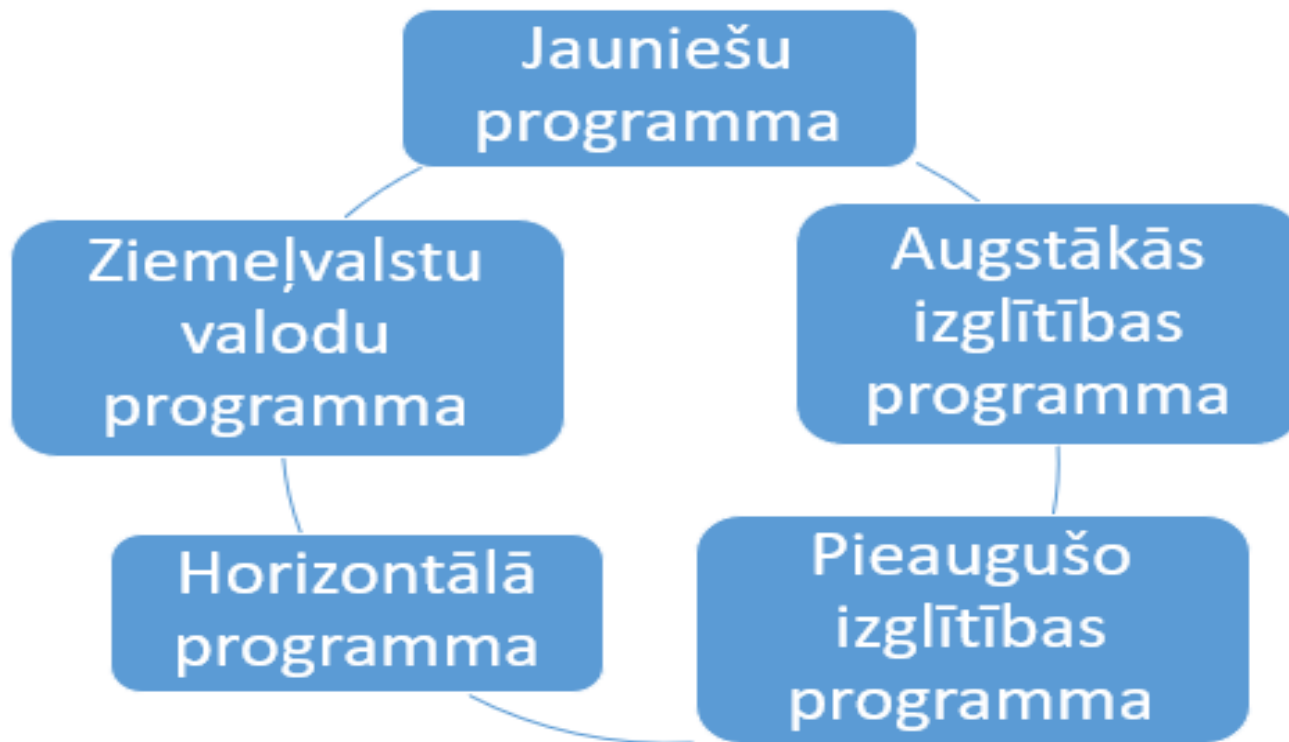 Jauniešu
programma
Ziemeļvalstu
valodu
programma
Augstākās
izglītības
programma
Horizontālā
programma
Pieaugušo
izglītības
programma